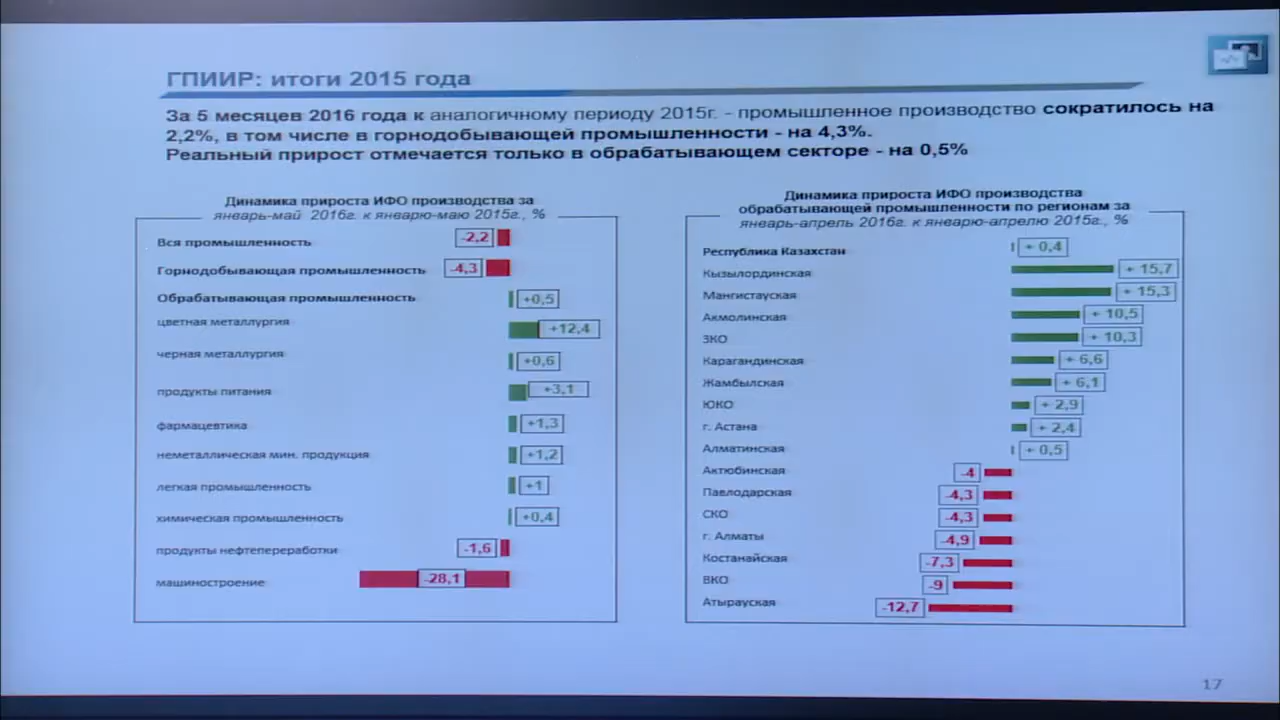 ГПИИР: итоги 2015 года
За 5 месяцев 2016 года к аналогичному периоду 2015г. - промышленное производство сократилось на
2,2%, в том числе в горнодобывающей промышленности - на 4,3%.
Реальный прирост отмечается только в обрабатывающем секторе - на 0,5%
Динамика прироста ИФО производства за
январь-май 2016г. к январю-маю 2015г., %
Вся промышленность -2,2
Горнодобывающая промышленность -4,3
Обрабатывающая промышленность +0,5
цветная металлургия +12,4
черная металлургия +0,6
продукты питания +3,1
фармацевтика +1,3
неметаллическая мин. продукция +1,2
легкая промышленность +1
химическая промышленность +0,4
продукты нефтепереработки -1,6
машиностроение -28,1
Динамика прироста ИФО производства
обрабатывающей промышленности по регионам за
январь-апрель 2016г. к январю-апрелю 2015г., %
Республика Казахстан + 0,4
Кызылординская + 15,7
Мангистауская + 15,3
Акмолинская + 10,5
ЗКО + 10,3
Карагандинская + 6,6
Жамбылская + 6,1
ЮКО + 2,9
г. Астана + 2,4
Алматинская + 0,5
Актюбинская -4
Павлодарская -4,3
СКО -4,3
г. Алматы -4,9
Костанайская -7,3
ВКО -9
Атырауская -12,7
17